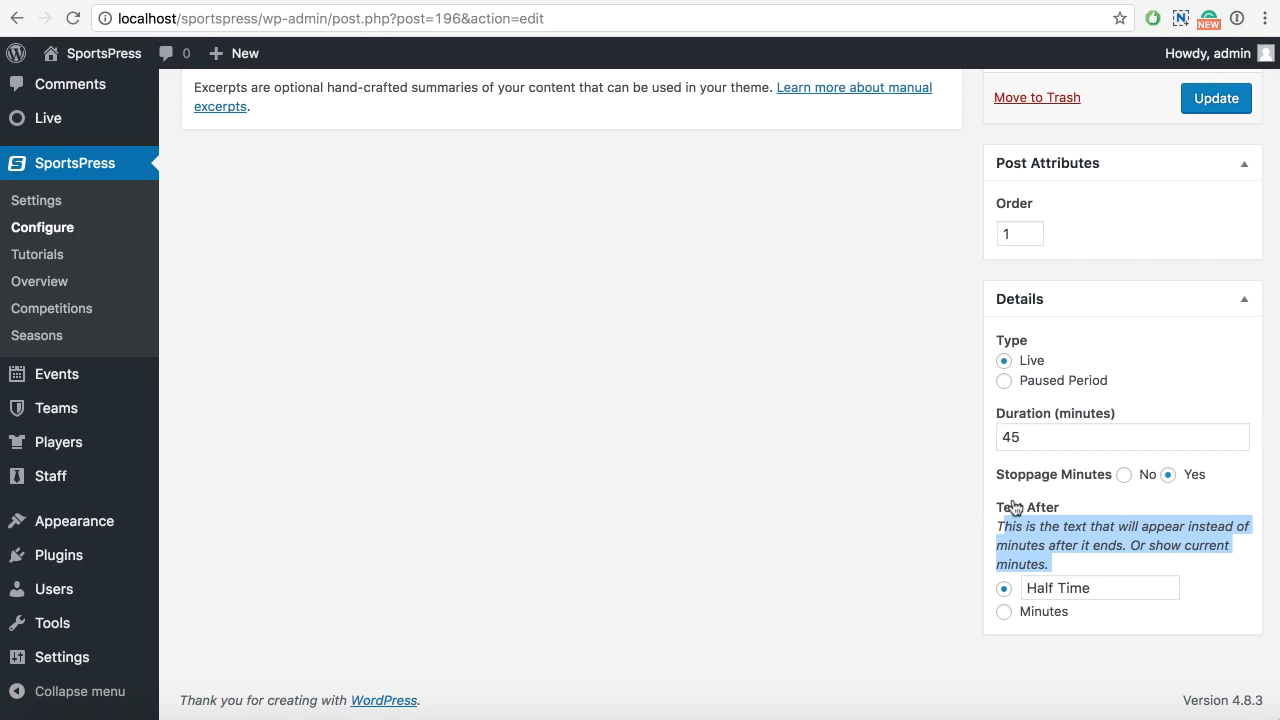 localhost/sportspress/wp-admin/post.php?post=196&action=edit
NEW
SportsPress
0
New
Howdy, admin
Comments
Live
SportsPress
Settings
Configure
Tutorials
Overview
Competitions
Seasons
Events
Teams
Players
Staff
Appearance
Plugins
Users
Tools
Settings
Collapse menu
Excerpts are optional hand-crafted summaries of your content that can be used in your theme. Learn more about manual
excerpts.
Move to Trash
Update
Post Attributes
Order
1
Details
Type
Live
Paused Period
Duration (minutes)
45
Stoppage Minutes No Yes
Text After
This is the text that will appear instead of
minutes after it ends. Or show current
minutes.
Half Time
Minutes
Thank you for creating with WordPress.
Version 4.8.3